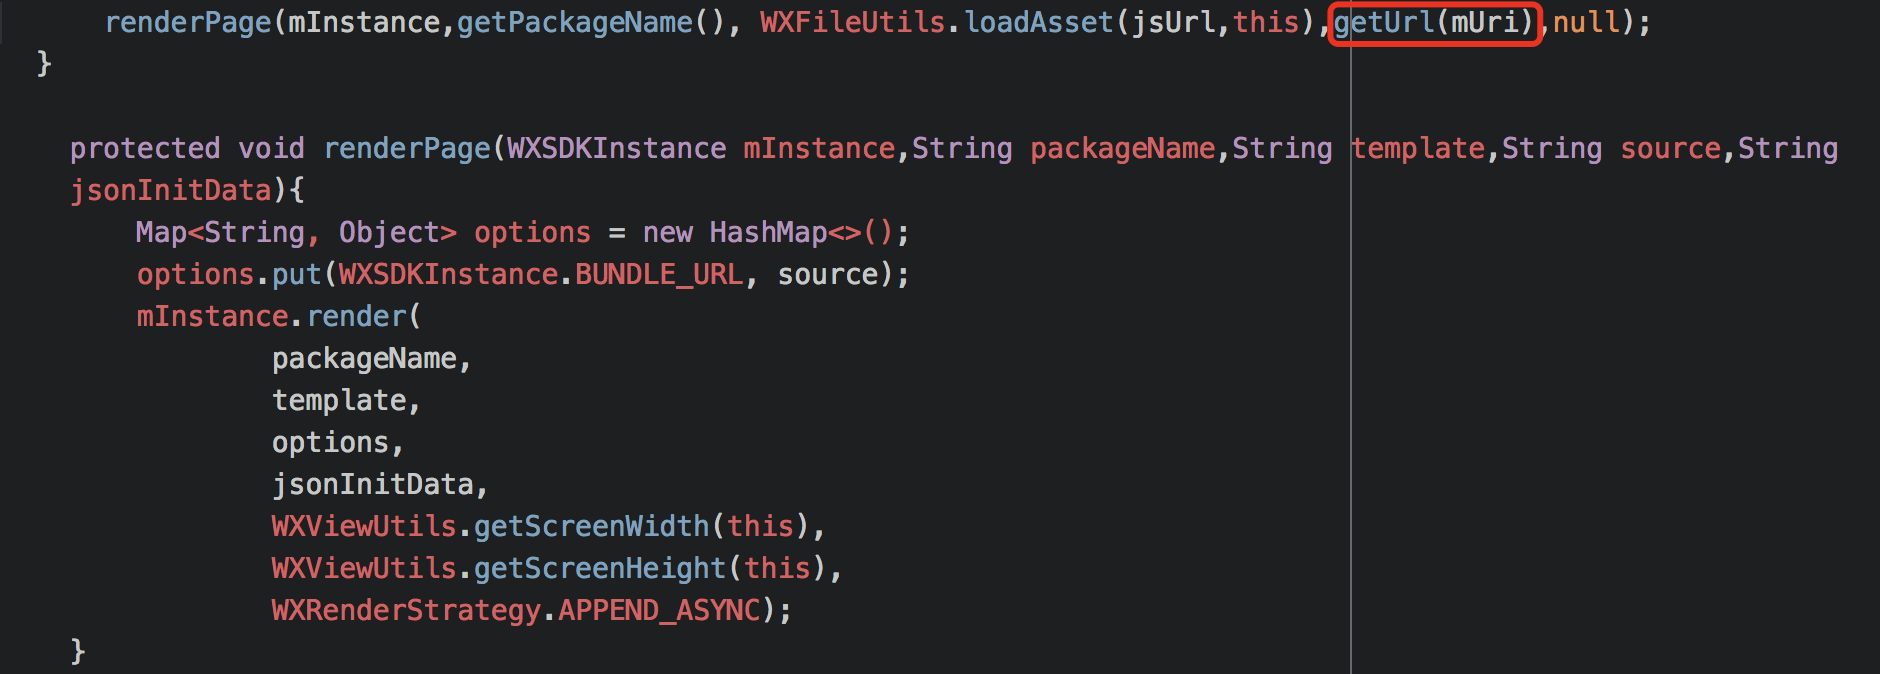 renderPage(mInstance,getPackageName(), WXFileUtils.loadAsset(jsUrl,this),getUrl(mUri),null);
}
protected void renderPage(WXSDKInstance mInstance,String packageName,String template,String source,String
jsonInitData){
Map<String, Object> options = new HashMap<>();
options.put(WXSDKInstance.BUNDLE_URL, source);
mInstance.render(
packageName,
template,
options,
jsonInitData,
WXViewUtils.getScreenWidth(this),
WXViewUtils.getScreenHeight(this),
WXRenderStrategy.APPEND_ASYNC);
}